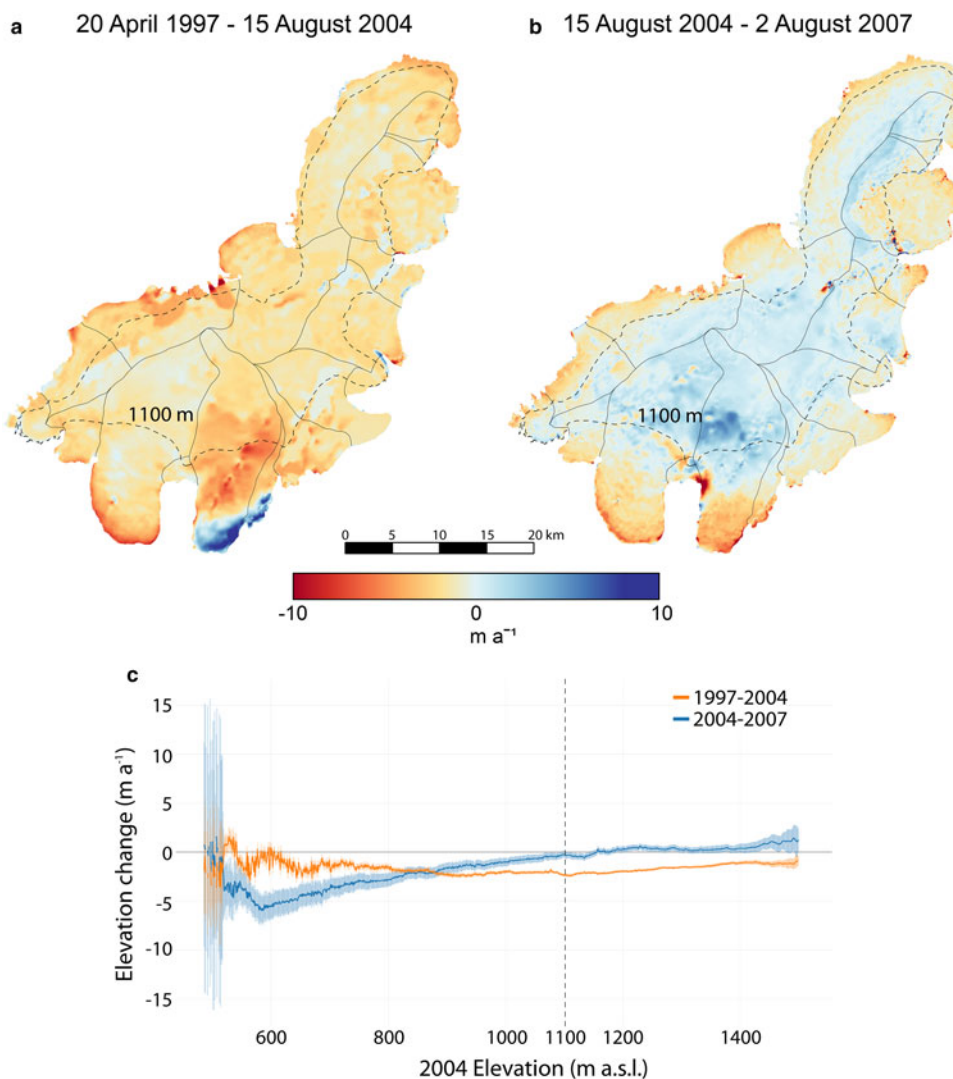 a
20 April 1997 - 15 August 2004
b
15 August 2004 - 2 August 2007
1100 m
1100 m
0 5 10 15 20 km
-10 0 10
m a⁻¹
c
1997-2004
2004-2007
Elevation change (m a⁻¹)
15
10
5
0
-5
-10
-15
600 800 1000 1100 1200 1400
2004 Elevation (m a.s.l.)